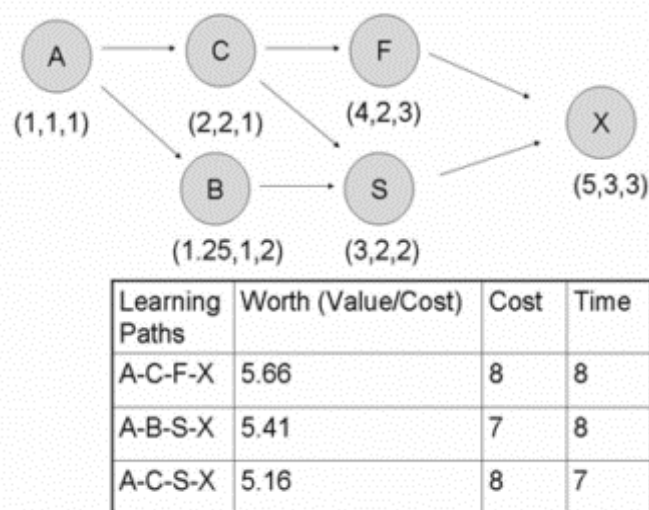 A
C
F
(1,1,1)
(2,2,1)
(4,2,3)
X
B
S
(5,3,3)
(1.25,1,2)
(3,2,2)
Learning Paths
Worth (Value/Cost)
Cost
Time
A-C-F-X
5.66
8
8
A-B-S-X
5.41
7
8
A-C-S-X
5.16
8
7